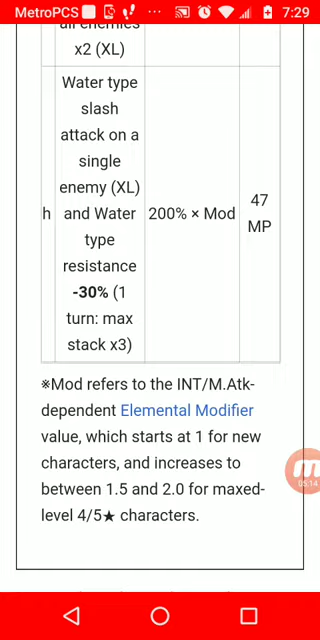 MetroPCS 7:29
all enemies
x2 (XL)
Water type
slash
attack on a
single
enemy (XL)
h and Water 200% × Mod 47 MP
type
resistance
-30% (1
turn: max
stack x3)
※Mod refers to the INT/M.Atk-
dependent Elemental Modifier
value, which starts at 1 for new
characters, and increases to
between 1.5 and 2.0 for maxed-
level 4/5★ characters.
05:14